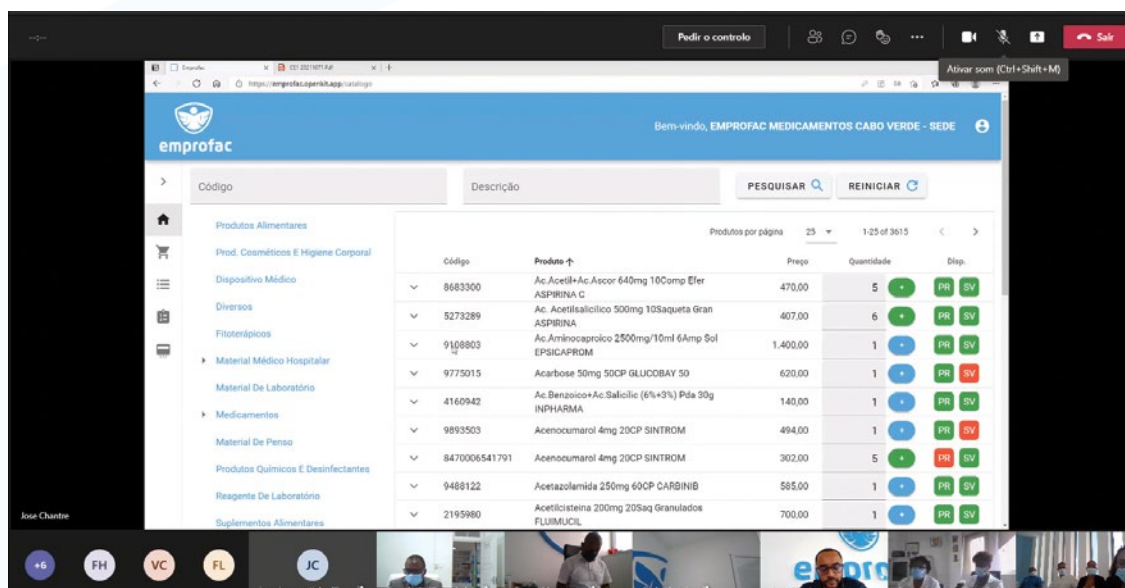 --:--
Pedir o controlo
Sair
Ativar som (Ctrl+Shift+M)
Emprofac
https://emprofac.openkit.app/catalogo
emprofac
Bem-vindo, EMPROFAC MEDICAMENTOS CABO VERDE - SEDE
Código
Descrição
PESQUISAR
REINICIAR
Produtos Alimentares
Prod. Cosméticos E Higiene Corporal
Dispositivo Médico
Diversos
Fitoterápicos
Material Médico Hospitalar
Material De Laboratório
Medicamentos
Material De Penso
Produtos Químicos E Desinfectantes
Reagente De Laboratório
Suplementos Alimentares
Produtos por página 25 1-25 of 3615
Código Produto Preço Quantidade Disp.
8683300 Ac.Acetil+Ac.Ascor 640mg 10Comp Efer ASPIRINA C 470,00 5 + PR SV
5273289 Ac. Acetilsalicilico 500mg 10Saqueta Gran ASPIRINA 407,00 6 + PR SV
9108803 Ac.Aminocaproico 2500mg/10ml 6Amp Sol EPSICAPROM 1.400,00 1 + PR SV
9775015 Acarbose 50mg 50CP GLUCOBAY 50 620,00 1 + PR SV
4160942 Ac.Benzoico+Ac.Salicilic (6%+3%) Pda 30g INPHARMA 140,00 1 + PR SV
9893503 Acenocumarol 4mg 20CP SINTROM 494,00 1 + PR SV
8470006541791 Acenocumarol 4mg 20CP SINTROM 302,00 5 + PR SV
9488122 Acetazolamida 250mg 60CP CARBINIB 585,00 1 + PR SV
2195980 Acetilcisteina 200mg 20Saq Granulados FLUIMUCIL 700,00 1 + PR SV
Jose Chantre
+6
FH
VC
FL
JC